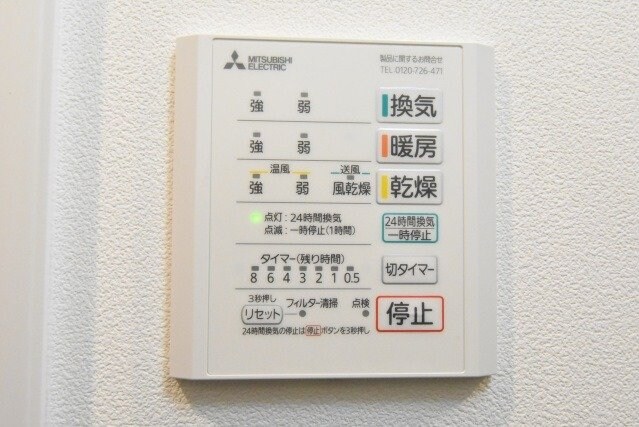 MITSUBISHI
ELECTRIC
製品に関するお問合せ
TEL 0120-726-471
強 弱 換気
強 弱 暖房
温風 送風
強 弱 風乾燥 乾燥
点灯：24時間換気
点滅：一時停止(1時間)
24時間換気
一時停止
タイマー(残り時間)
8 6 4 3 2 1 0.5
切タイマー
3秒押し
リセット フィルター清掃 点検
停止
24時間換気の停止は停止ボタンを3秒押し